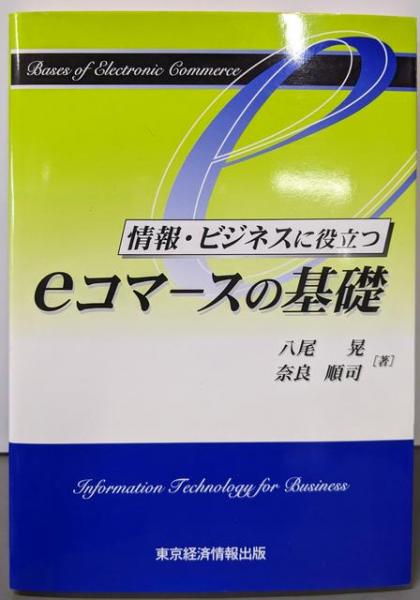 Bases of Electronic Commerce
e
情報・ビジネスに役立つ
eコマースの基礎
八尾 晃
奈良 順司 [著]
Information Technology for Business
東京経済情報出版